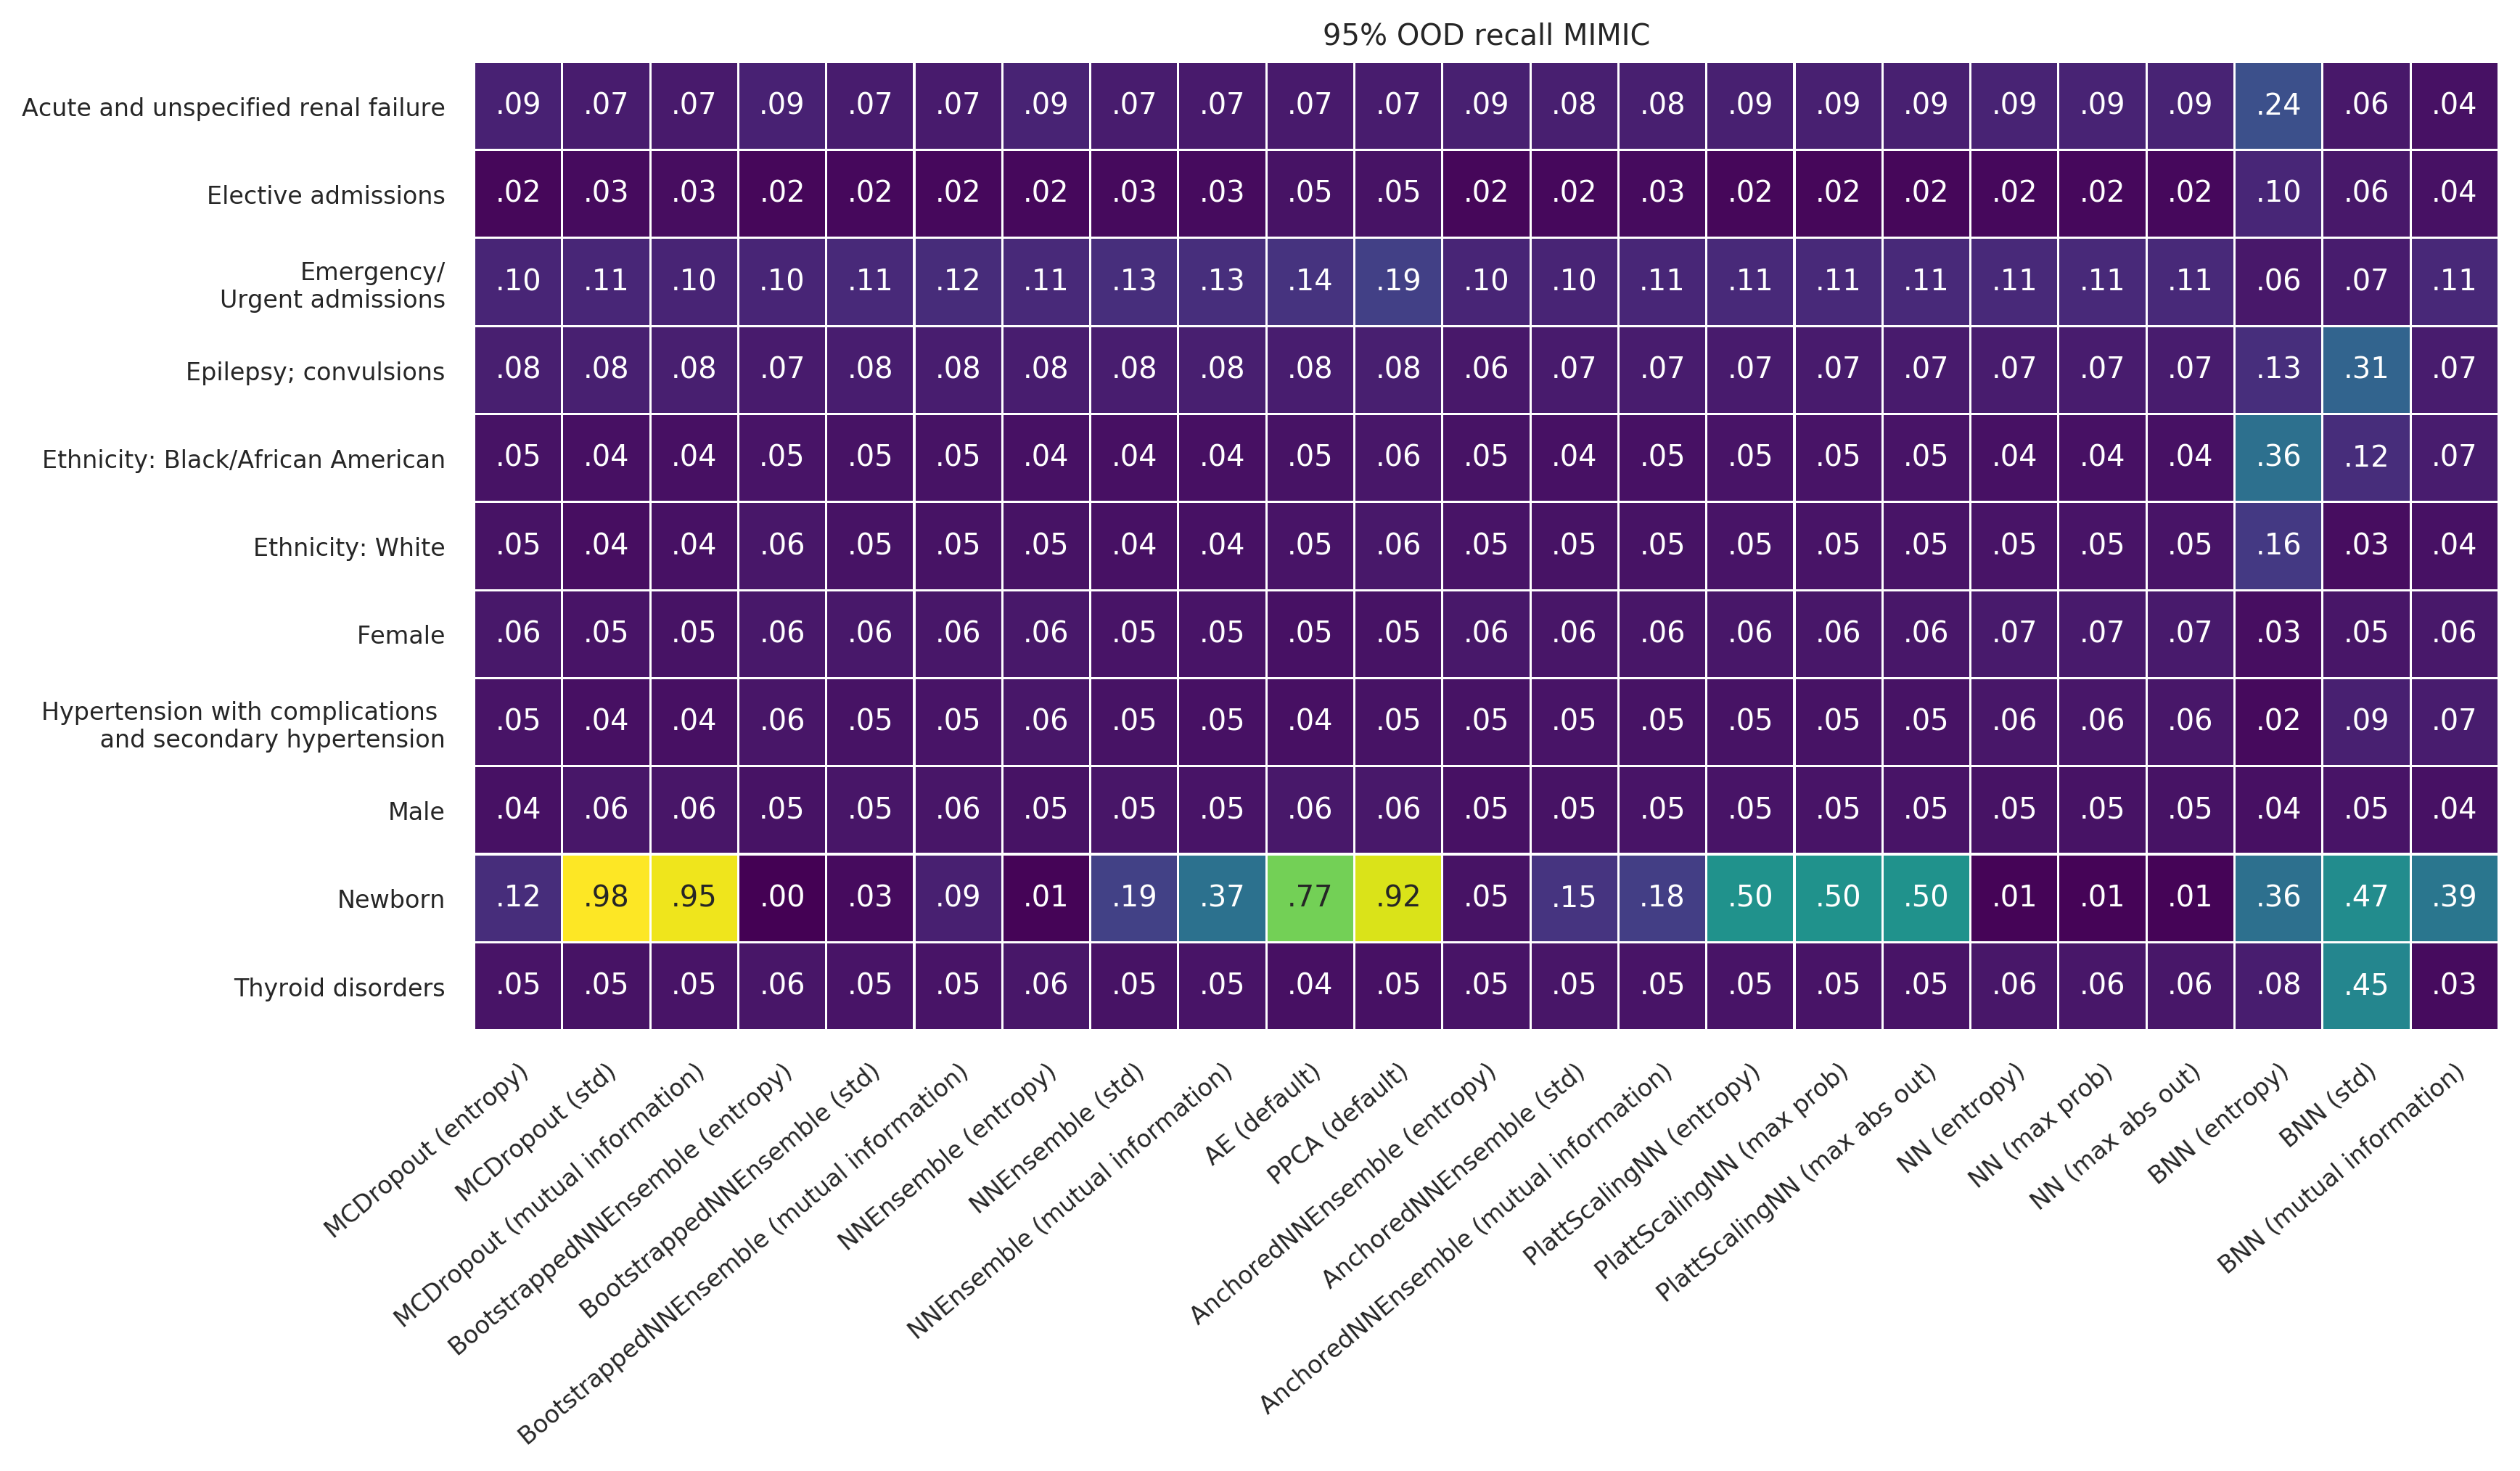 95% OOD recall MIMIC
Acute and unspecified renal failure .09 .07 .07 .09 .07 .07 .09 .07 .07 .07 .07 .09 .08 .08 .09 .09 .09 .09 .09 .09 .24 .06 .04
Elective admissions .02 .03 .03 .02 .02 .02 .02 .03 .03 .05 .05 .02 .02 .03 .02 .02 .02 .02 .02 .02 .10 .06 .04
Emergency/
Urgent admissions .10 .11 .10 .10 .11 .12 .11 .13 .13 .14 .19 .10 .10 .11 .11 .11 .11 .11 .11 .11 .06 .07 .11
Epilepsy; convulsions .08 .08 .08 .07 .08 .08 .08 .08 .08 .08 .08 .06 .07 .07 .07 .07 .07 .07 .07 .07 .13 .31 .07
Ethnicity: Black/African American .05 .04 .04 .05 .05 .05 .04 .04 .04 .05 .06 .05 .04 .05 .05 .05 .05 .04 .04 .04 .36 .12 .07
Ethnicity: White .05 .04 .04 .06 .05 .05 .05 .04 .04 .05 .06 .05 .05 .05 .05 .05 .05 .05 .05 .05 .16 .03 .04
Female .06 .05 .05 .06 .06 .06 .06 .05 .05 .05 .05 .06 .06 .06 .06 .06 .06 .07 .07 .07 .03 .05 .06
Hypertension with complications
and secondary hypertension .05 .04 .04 .06 .05 .05 .06 .05 .05 .04 .05 .05 .05 .05 .05 .05 .05 .06 .06 .06 .02 .09 .07
Male .04 .06 .06 .05 .05 .06 .05 .05 .05 .06 .06 .05 .05 .05 .05 .05 .05 .05 .05 .05 .04 .05 .04
Newborn .12 .98 .95 .00 .03 .09 .01 .19 .37 .77 .92 .05 .15 .18 .50 .50 .50 .01 .01 .01 .36 .47 .39
Thyroid disorders .05 .05 .05 .06 .05 .05 .06 .05 .05 .04 .05 .05 .05 .05 .05 .05 .05 .06 .06 .06 .08 .45 .03
MCDropout (entropy)
MCDropout (std)
MCDropout (mutual information)
BootstrappedNNEnsemble (entropy)
BootstrappedNNEnsemble (std)
BootstrappedNNEnsemble (mutual information)
NNEnsemble (entropy)
NNEnsemble (std)
NNEnsemble (mutual information)
AE (default)
PPCA (default)
AnchoredNNEnsemble (entropy)
AnchoredNNEnsemble (std)
AnchoredNNEnsemble (mutual information)
PlattScalingNN (entropy)
PlattScalingNN (max prob)
PlattScalingNN (max abs out)
NN (entropy)
NN (max prob)
NN (max abs out)
BNN (entropy)
BNN (std)
BNN (mutual information)